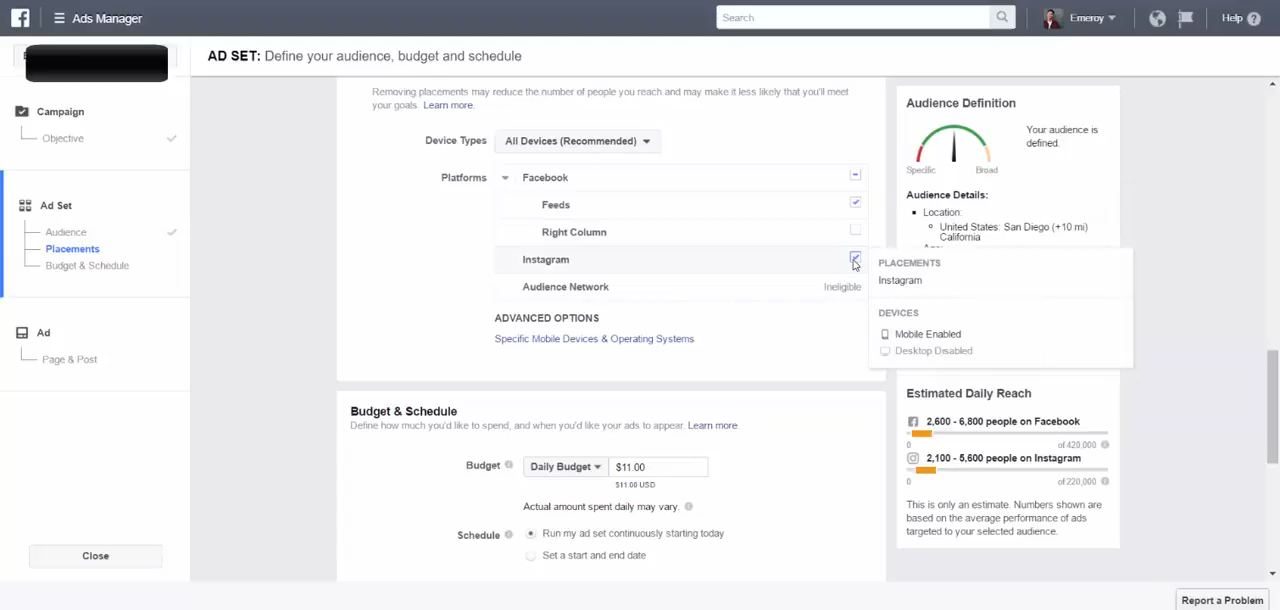 Ads Manager
Search
Emeroy
Help
AD SET: Define your audience, budget and schedule
Campaign
Objective
Ad Set
Audience
Placements
Budget & Schedule
Ad
Page & Post
Close
Removing placements may reduce the number of people you reach and may make it less likely that you'll meet
your goals. Learn more.
Device Types All Devices (Recommended)
Platforms Facebook
Feeds
Right Column
Instagram
Audience Network Ineligible
ADVANCED OPTIONS
Specific Mobile Devices & Operating Systems
Budget & Schedule
Define how much you'd like to spend, and when you'd like your ads to appear. Learn more.
Budget Daily Budget $11.00
$11.00 USD
Actual amount spent daily may vary.
Schedule Run my ad set continuously starting today
Set a start and end date
Audience Definition
Your audience is
defined.
Specific Broad
Audience Details:
Location:
United States: San Diego (+10 mi)
California
PLACEMENTS
Instagram
DEVICES
Mobile Enabled
Desktop Disabled
Estimated Daily Reach
2,600 - 6,800 people on Facebook
0 of 420,000
2,100 - 5,600 people on Instagram
0 of 220,000
This is only an estimate. Numbers shown are
based on the average performance of ads
targeted to your selected audience.
Report a Problem